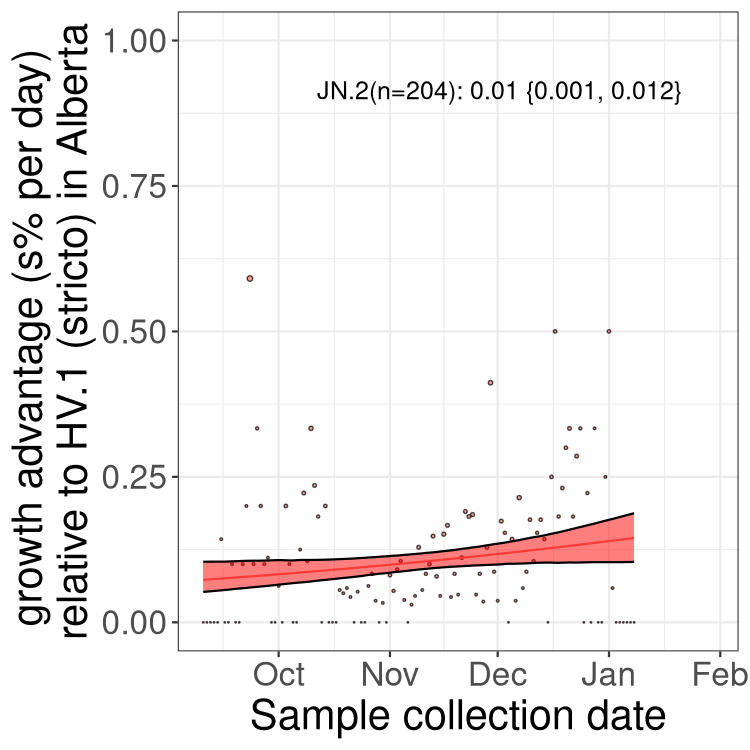 growth advantage (s% per day)
relative to HV.1 (stricto) in Alberta
1.00
0.75
0.50
0.25
0.00
JN.2(n=204): 0.01 {0.001, 0.012}
Oct Nov Dec Jan Feb
Sample collection date